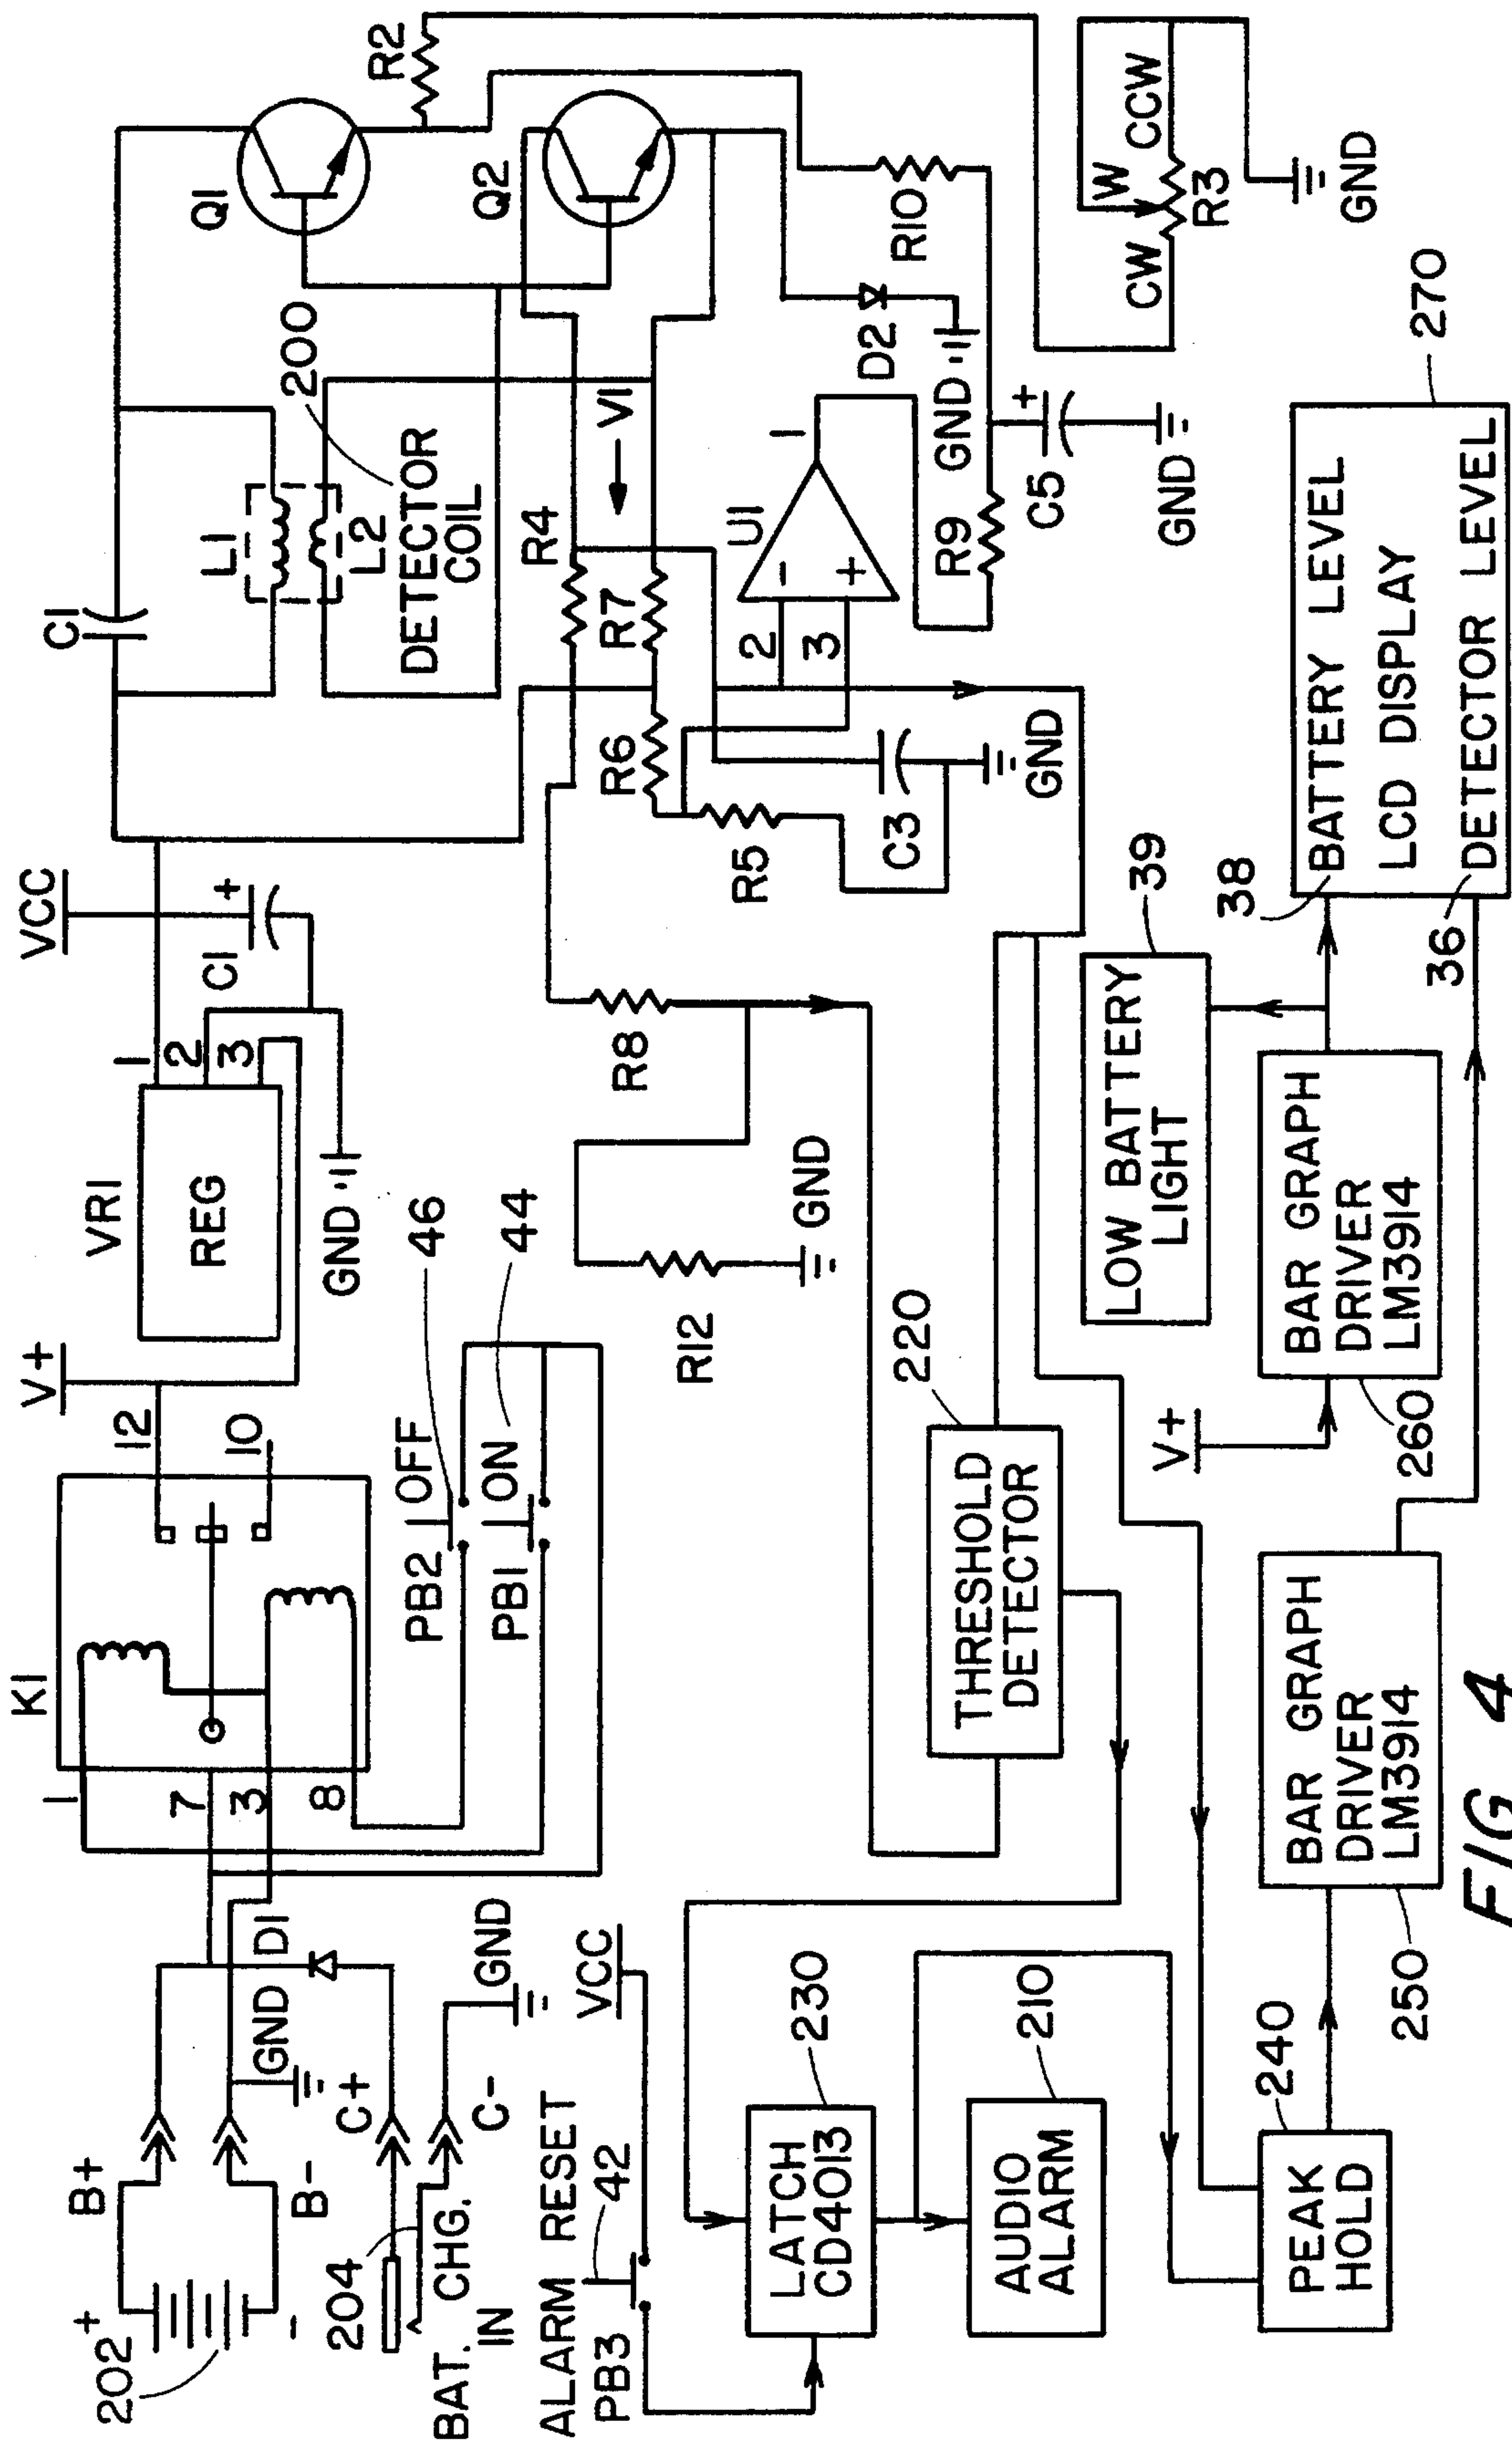 B+
+
202
-
B-
GND
D1
204
C+
BAT. CHG.
IN
C-
GND
ALARM RESET
42
PB3
VCC
K1
1
7
3
8
12
10
V+
PB2
OFF
46
PB1
ON
44
VR1
REG
1
2
3
GND
VCC
C1
+
C1
L1
L2
200
DETECTOR
COIL
Q1
R2
Q2
R4
V1
R7
R6
R5
C3
GND
U1
-
+
2
3
1
R9
D2
GND
R10
C5
+
GND
CW
W
CCW
R3
GND
R8
R12
GND
LATCH
CD4013
230
AUDIO
ALARM
210
THRESHOLD
DETECTOR
220
PEAK
HOLD
240
BAR GRAPH
DRIVER
LM3914
250
V+
BAR GRAPH
DRIVER
LM3914
260
LOW BATTERY
LIGHT
39
38
BATTERY LEVEL
LCD DISPLAY
36
DETECTOR LEVEL
270
FIG 4